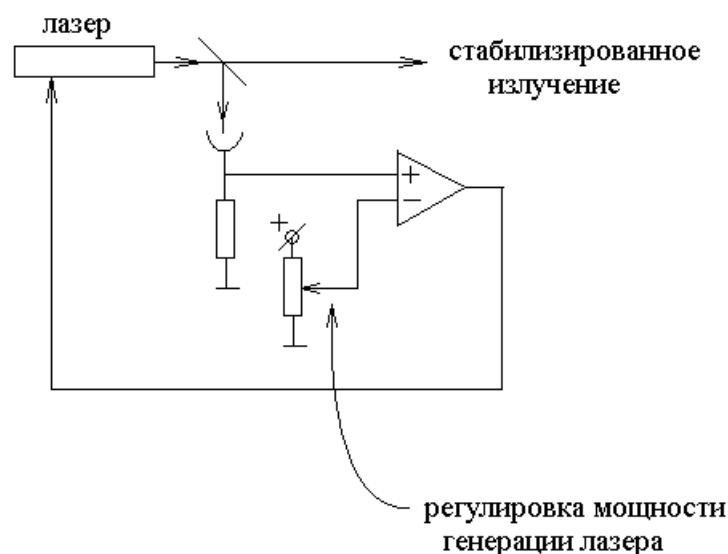 лазер
стабилизированное
излучение
+
−
+
регулировка мощности
генерации лазера